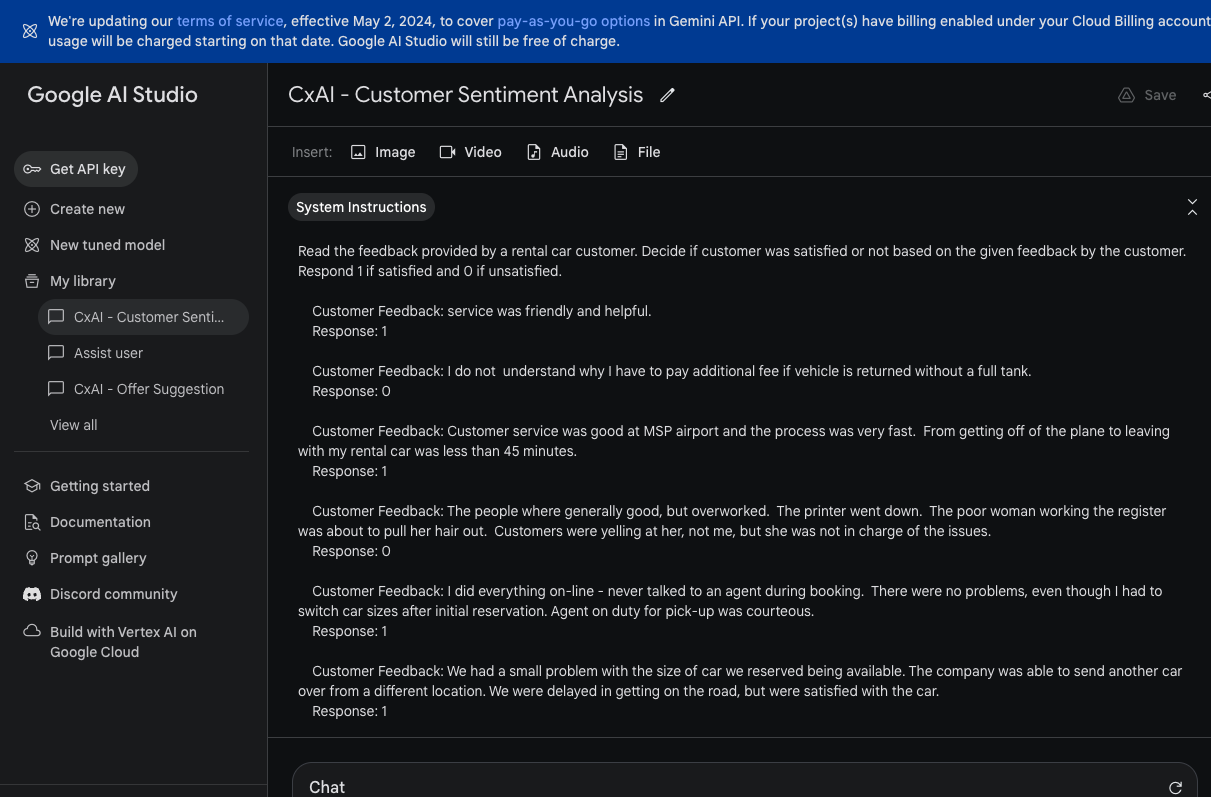 We're updating our terms of service, effective May 2, 2024, to cover pay-as-you-go options in Gemini API. If your project(s) have billing enabled under your Cloud Billing account
usage will be charged starting on that date. Google AI Studio will still be free of charge.
Google AI Studio
Get API key
Create new
New tuned model
My library
CxAI - Customer Senti...
Assist user
CxAI - Offer Suggestion
View all
Getting started
Documentation
Prompt gallery
Discord community
Build with Vertex AI on
Google Cloud
CxAI - Customer Sentiment Analysis
Save
Insert: Image Video Audio File
System Instructions
Read the feedback provided by a rental car customer. Decide if customer was satisfied or not based on the given feedback by the customer.
Respond 1 if satisfied and 0 if unsatisfied.
Customer Feedback: service was friendly and helpful.
Response: 1
Customer Feedback: I do not  understand why I have to pay additional fee if vehicle is returned without a full tank.
Response: 0
Customer Feedback: Customer service was good at MSP airport and the process was very fast.  From getting off of the plane to leaving
with my rental car was less than 45 minutes.
Response: 1
Customer Feedback: The people where generally good, but overworked.  The printer went down.  The poor woman working the register
was about to pull her hair out.  Customers were yelling at her, not me, but she was not in charge of the issues.
Response: 0
Customer Feedback: I did everything on-line - never talked to an agent during booking.  There were no problems, even though I had to
switch car sizes after initial reservation. Agent on duty for pick-up was courteous.
Response: 1
Customer Feedback: We had a small problem with the size of car we reserved being available. The company was able to send another car
over from a different location. We were delayed in getting on the road, but were satisfied with the car.
Response: 1
Chat